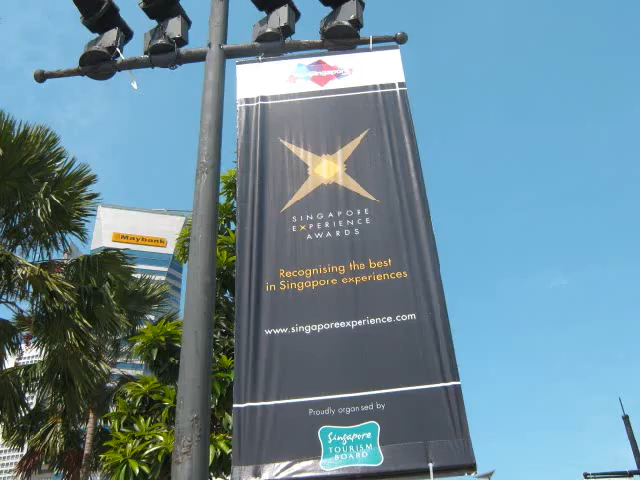 Singapore
SINGAPORE
EXPERIENCE
AWARDS
Recognising the best
in Singapore experiences
www.singaporeexperience.com
Proudly organised by
Singapore
TOURISM
BOARD
Maybank